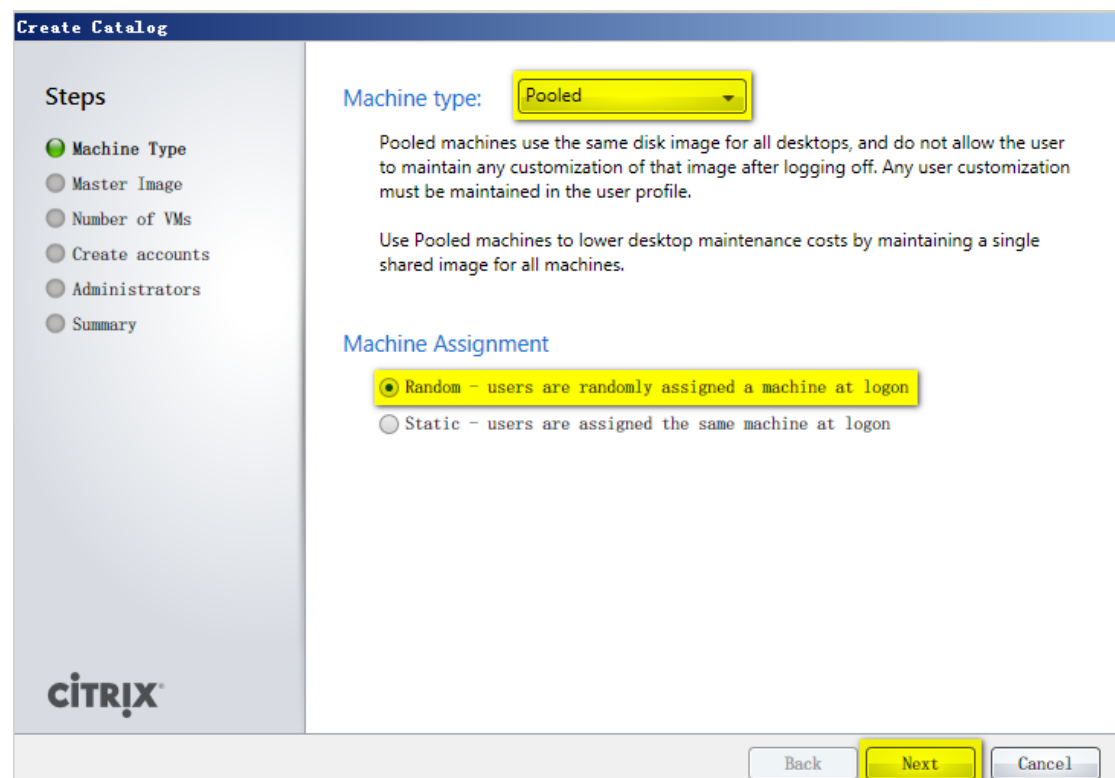 Create Catalog
Steps
Machine Type
Master Image
Number of VMs
Create accounts
Administrators
Summary
Machine type: Pooled
Pooled machines use the same disk image for all desktops, and do not allow the user
to maintain any customization of that image after logging off. Any user customization
must be maintained in the user profile.
Use Pooled machines to lower desktop maintenance costs by maintaining a single
shared image for all machines.
Machine Assignment
Random - users are randomly assigned a machine at logon
Static - users are assigned the same machine at logon
CITRIX
Back Next Cancel